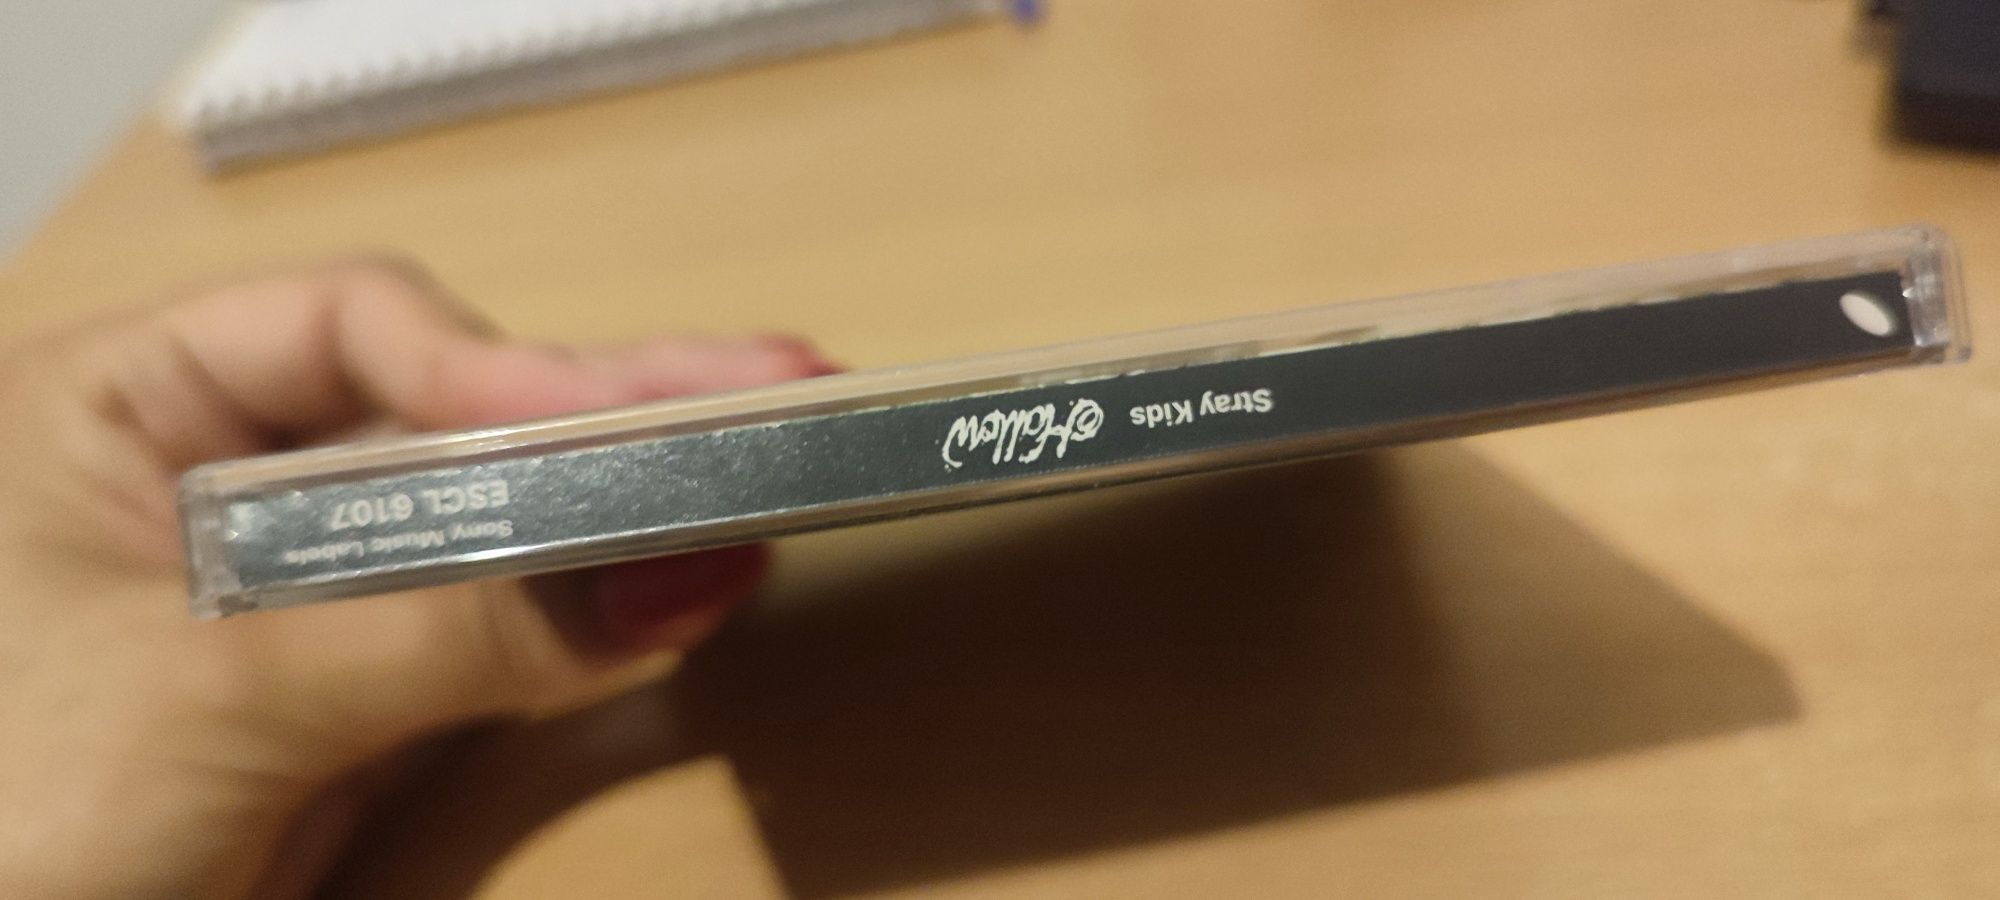 Stray Kids Hollow
Sony Music Labels
ESCL 6107